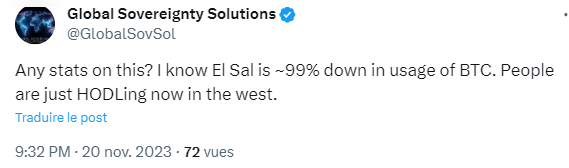 Global Sovereignty Solutions
@GlobalSovSol
Any stats on this? I know El Sal is ~99% down in usage of BTC. People
are just HODLing now in the west.
Traduire le post
9:32 PM · 20 nov. 2023 · 72 vues